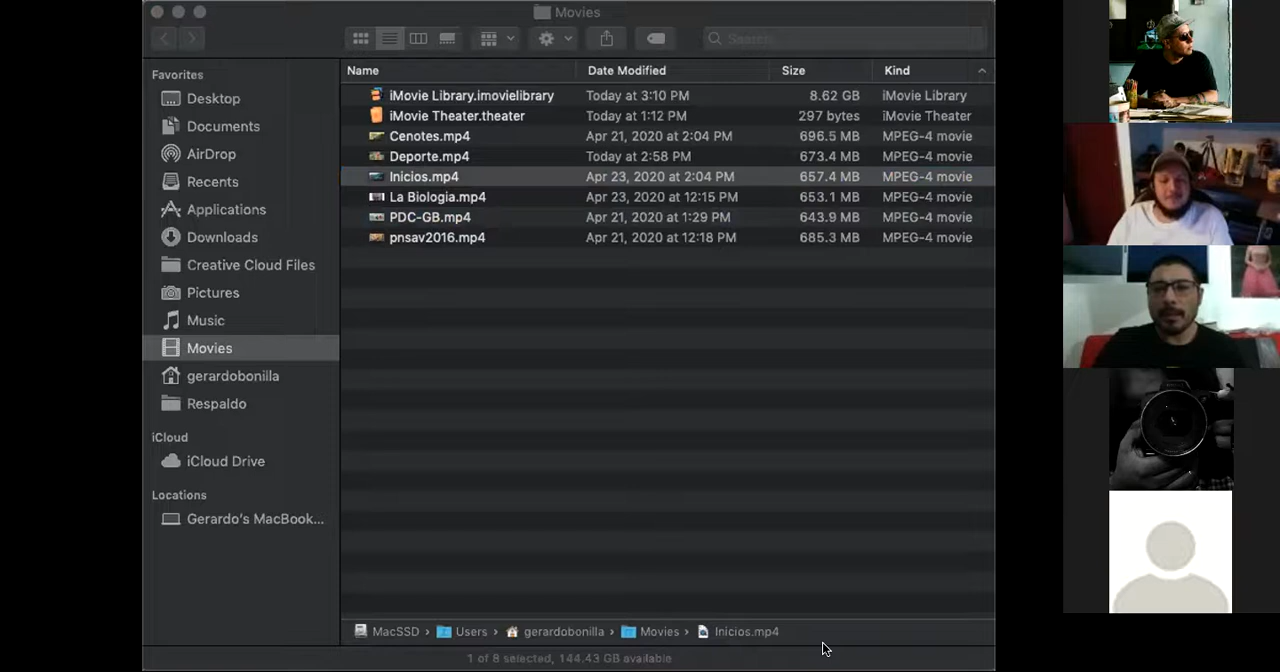 Movies
Search
Favorites
Desktop
Documents
AirDrop
Recents
Applications
Downloads
Creative Cloud Files
Pictures
Music
Movies
gerardobonilla
Respaldo
iCloud
iCloud Drive
Locations
Gerardo's MacBook...
Name Date Modified Size Kind
iMovie Library.imovielibrary Today at 3:10 PM 8.62 GB iMovie Library
iMovie Theater.theater Today at 1:12 PM 297 bytes iMovie Theater
Cenotes.mp4 Apr 21, 2020 at 2:04 PM 696.5 MB MPEG-4 movie
Deporte.mp4 Today at 2:58 PM 673.4 MB MPEG-4 movie
Inicios.mp4 Apr 23, 2020 at 2:04 PM 657.4 MB MPEG-4 movie
La Biologia.mp4 Apr 23, 2020 at 12:15 PM 653.1 MB MPEG-4 movie
PDC-GB.mp4 Apr 21, 2020 at 1:29 PM 643.9 MB MPEG-4 movie
pnsav2016.mp4 Apr 21, 2020 at 12:18 PM 685.3 MB MPEG-4 movie
MacSSD › Users › gerardobonilla › Movies › Inicios.mp4
1 of 8 selected, 144.43 GB available